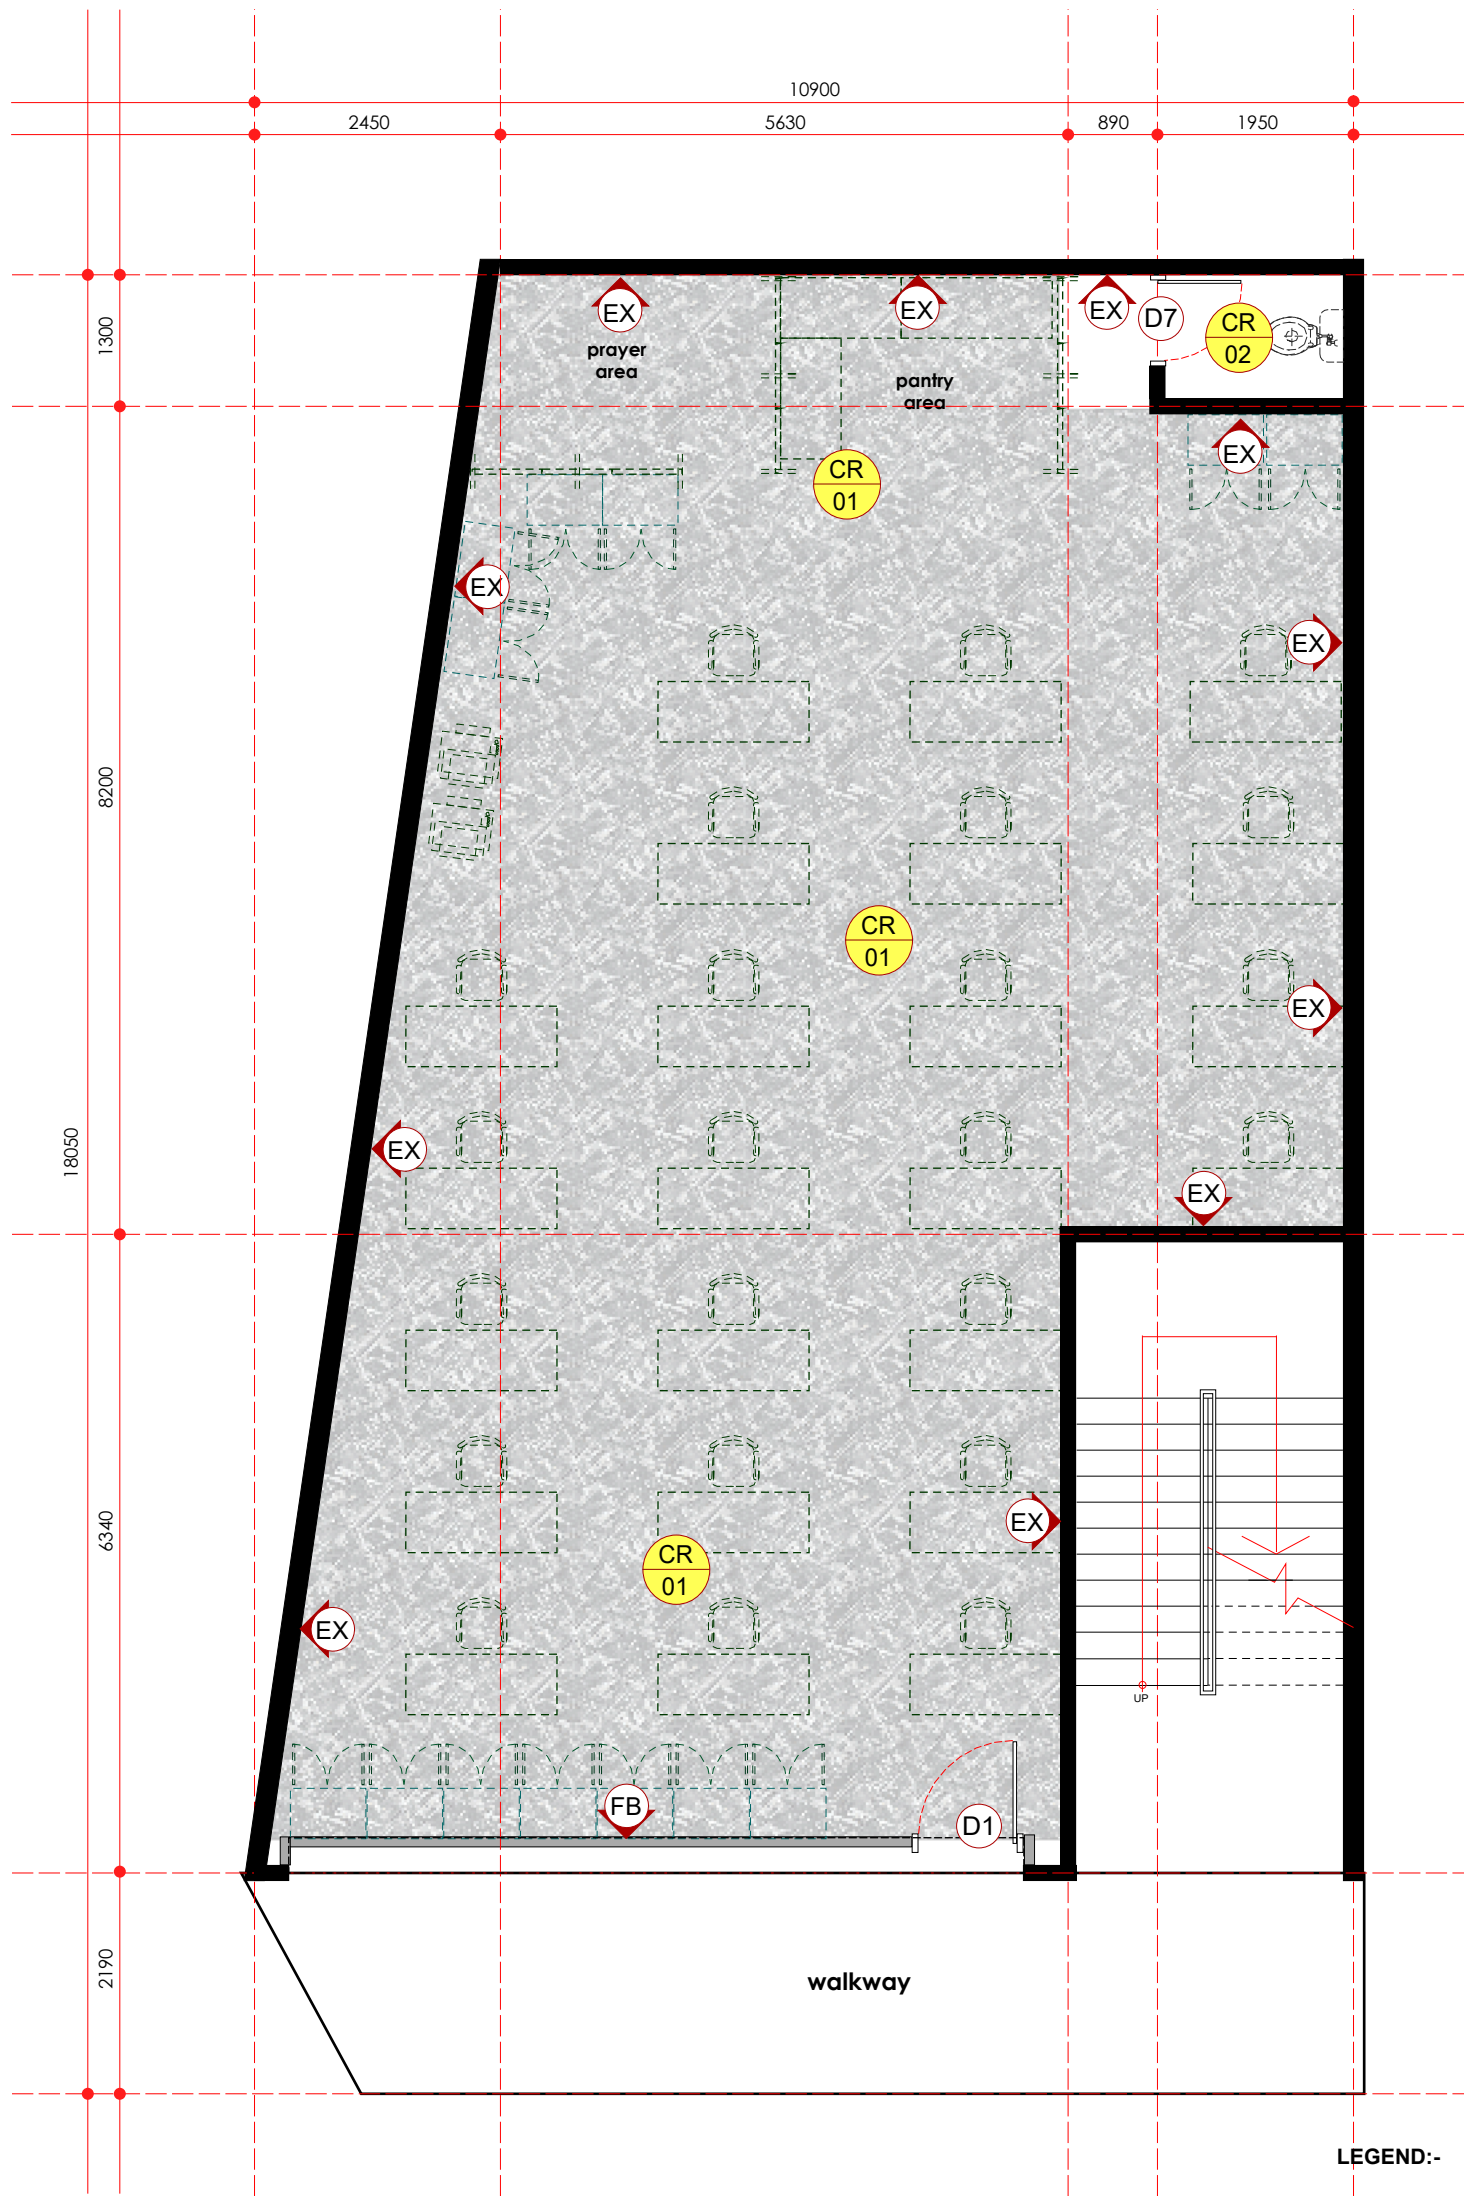 10900
2450
5630
890
1950
EX
EX
EX
D7
CR
02
1300
prayer
area
pantry
area
EX
CR
01
EX
EX
8200
CR
01
EX
18050
EX
EX
6340
EX
CR
01
EX
UP
FB
D1
2190
walkway
LEGEND:-